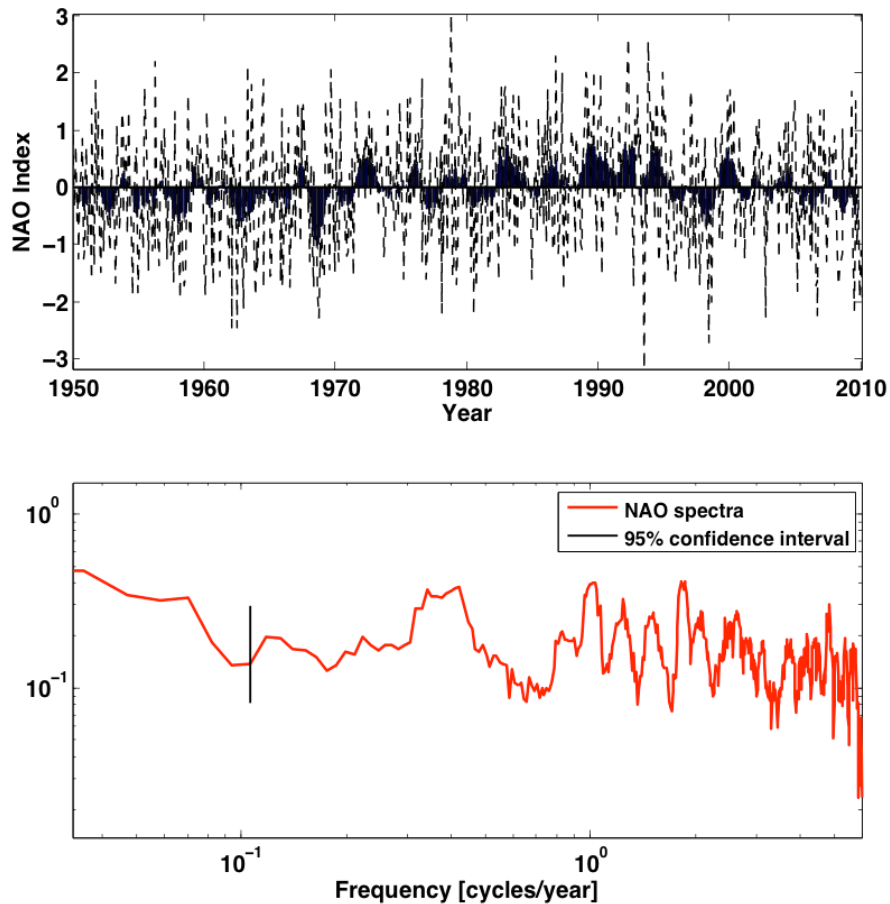 3
2
1
0
−1
−2
−3
NAO Index
1950 1960 1970 1980 1990 2000 2010
Year
10^0
10^-1
NAO spectra
95% confidence interval
10^-1 10^0
Frequency [cycles/year]